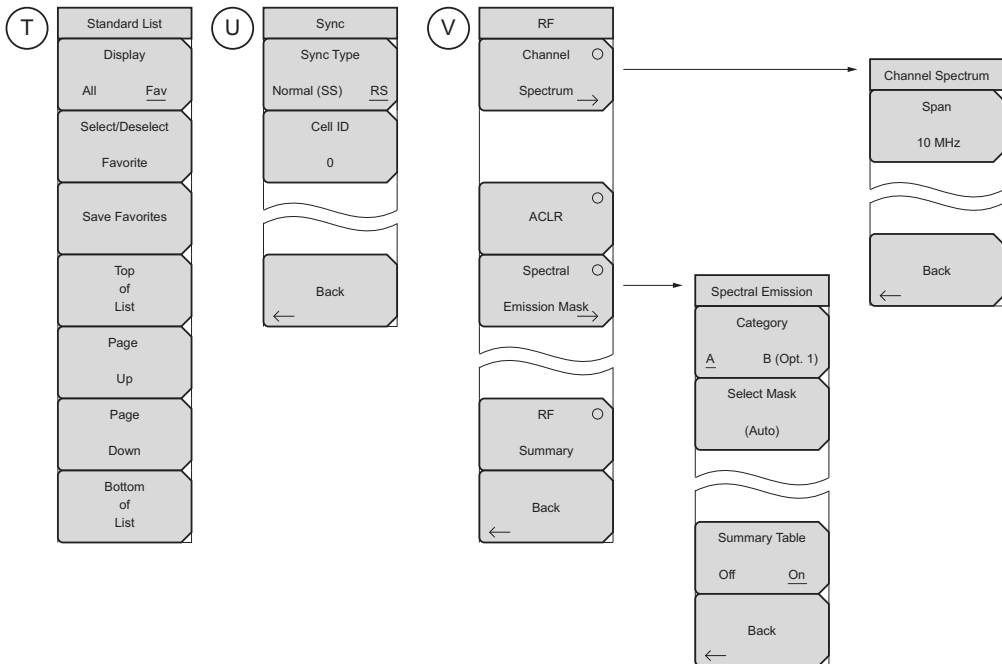 T
Standard List
Display
All Fav
Select/Deselect
Favorite
Save Favorites
Top
of
List
Page
Up
Page
Down
Bottom
of
List
U
Sync
Sync Type
Normal (SS) RS
Cell ID
0
Back
V
RF
Channel
Spectrum
ACLR
Spectral
Emission Mask
RF
Summary
Back
Spectral Emission
Category
A B (Opt. 1)
Select Mask
(Auto)
Summary Table
Off On
Back
Channel Spectrum
Span
10 MHz
Back